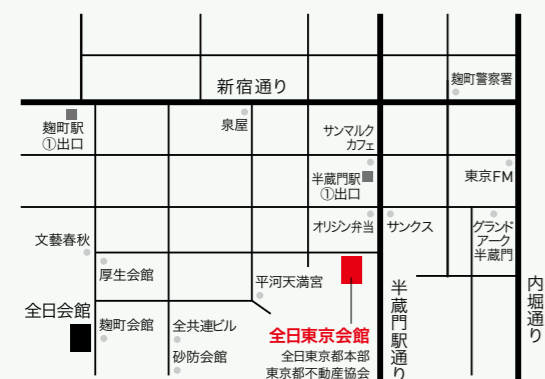 新宿通り
麹町警察署
麹町駅
①出口
泉屋
サンマルク
カフェ
半蔵門駅
①出口
東京FM
文藝春秋
オリジン弁当
サンクス
グランド
アーク
半蔵門
厚生会館
平河天満宮
半蔵門駅通り
内堀通り
全日会館
麹町会館
全共連ビル
砂防会館
全日東京会館
全日東京都本部
東京都不動産協会